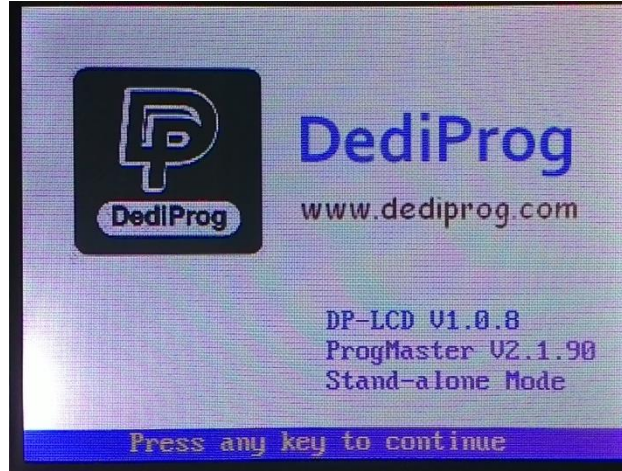 DediProg
DediProg
www.dediprog.com
DP-LCD V1.0.8
ProgMaster V2.1.90
Stand-alone Mode
Press any key to continue